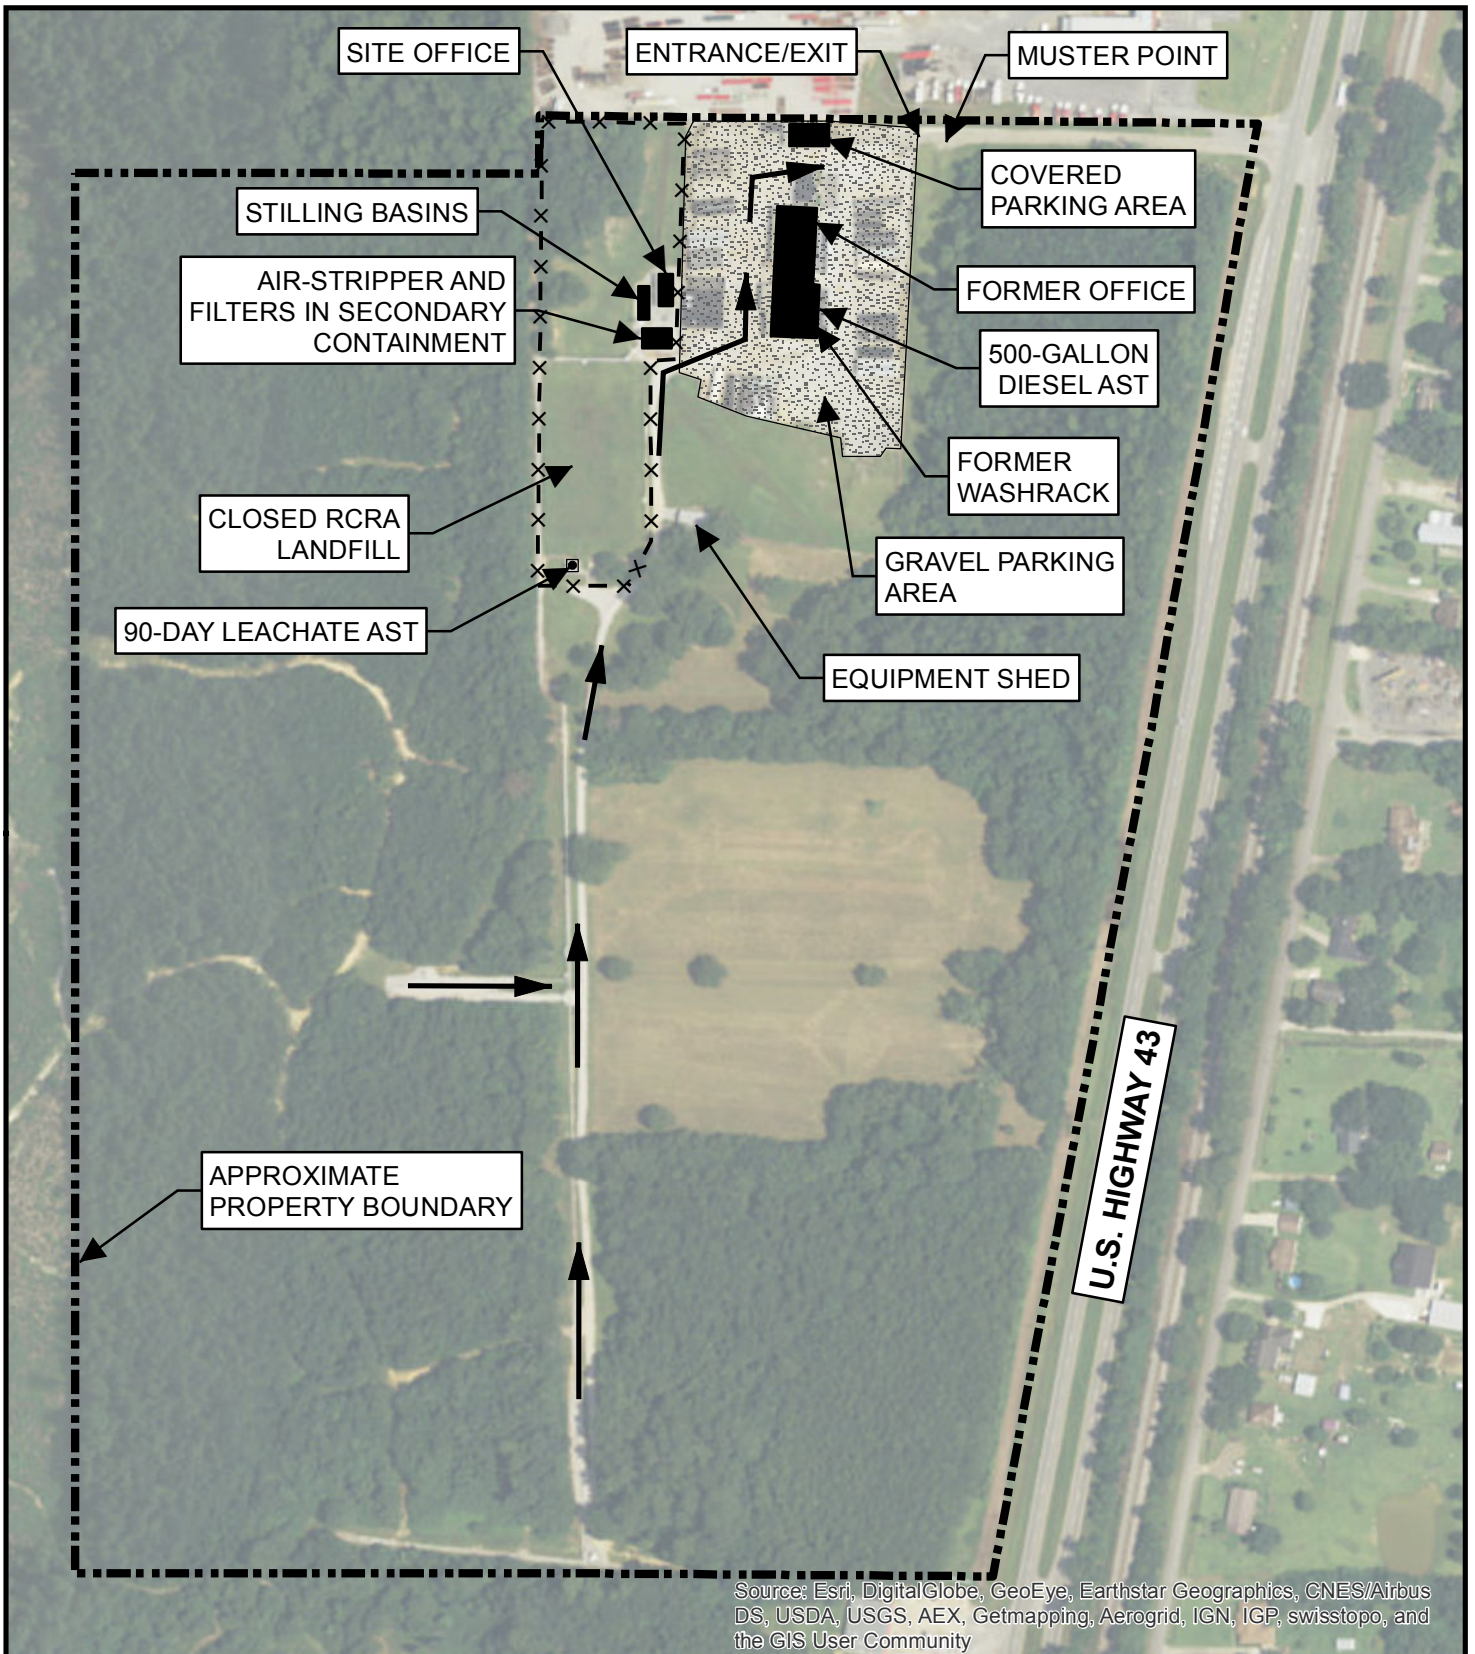 SITE OFFICE
ENTRANCE/EXIT
MUSTER POINT
COVERED
PARKING AREA
STILLING BASINS
AIR-STRIPPER AND
FILTERS IN SECONDARY
CONTAINMENT
FORMER OFFICE
500-GALLON
DIESEL AST
FORMER
WASHRACK
CLOSED RCRA
LANDFILL
GRAVEL PARKING
AREA
90-DAY LEACHATE AST
EQUIPMENT SHED
U.S. HIGHWAY 43
APPROXIMATE
PROPERTY BOUNDARY
Source: Esri, DigitalGlobe, GeoEye, Earthstar Geographics, CNES/Airbus
DS, USDA, USGS, AEX, Getmapping, Aerogrid, IGN, IGP, swisstopo, and
the GIS User Community